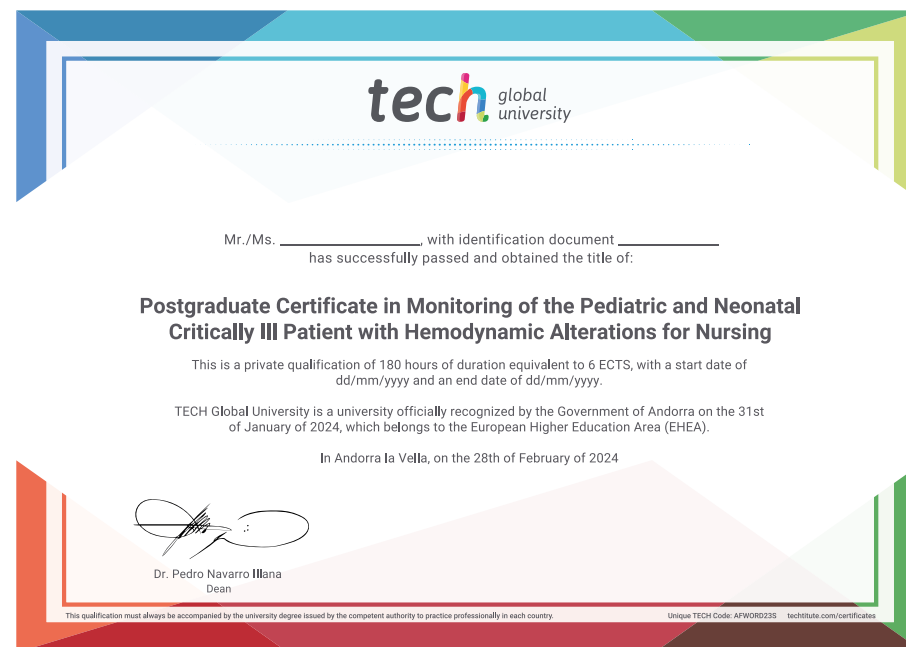 tech global university
Mr./Ms. ____________, with identification document ____________
has successfully passed and obtained the title of:
Postgraduate Certificate in Monitoring of the Pediatric and Neonatal
Critically Ill Patient with Hemodynamic Alterations for Nursing
This is a private qualification of 180 hours of duration equivalent to 6 ECTS, with a start date of
dd/mm/yyyy and an end date of dd/mm/yyyy.
TECH Global University is a university officially recognized by the Government of Andorra on the 31st
of January of 2024, which belongs to the European Higher Education Area (EHEA).
In Andorra la Vella, on the 28th of February of 2024
Dr. Pedro Navarro Illana
Dean
This qualification must always be accompanied by the university degree issued by the competent authority to practice professionally in each country.
Unique TECH Code: AFWORD23S techtitute.com/certificates